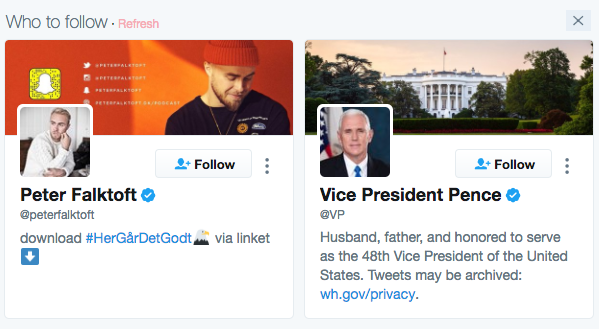 Who to follow · Refresh
@PETERFALKTOFT
@PETERFALKTOFT
@PETERFALKTOFT
PETERFALKTOFT.DK/PODCAST
Follow
Peter Falktoft
@peterfalktoft
download #HerGårDetGodt via linket
Follow
Vice President Pence
@VP
Husband, father, and honored to serve
as the 48th Vice President of the United
States. Tweets may be archived:
wh.gov/privacy.